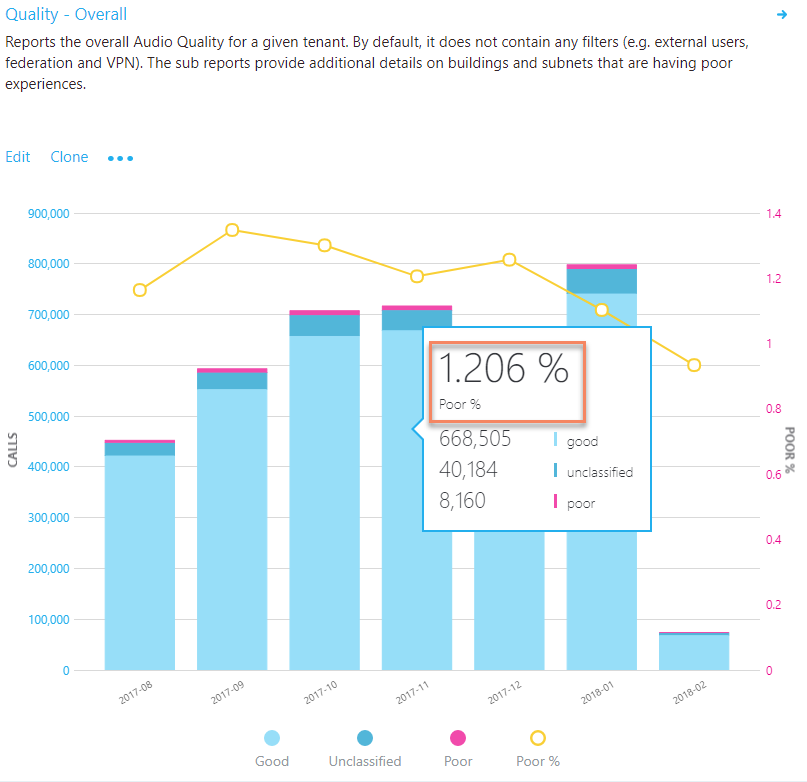 Quality - Overall
Reports the overall Audio Quality for a given tenant. By default, it does not contain any filters (e.g. external users,
federation and VPN). The sub reports provide additional details on buildings and subnets that are having poor
experiences.
Edit Clone
900,000 1.4
800,000 1.2
700,000
600,000 1
500,000 0.8
400,000 0.6
300,000 0.4
200,000
100,000 0.2
0 0
CALLS
POOR %
1.206 %
Poor %
668,505 good
40,184 unclassified
8,160 poor
2017-08 2017-09 2017-10 2017-11 2017-12 2018-01 2018-02
Good Unclassified Poor Poor %